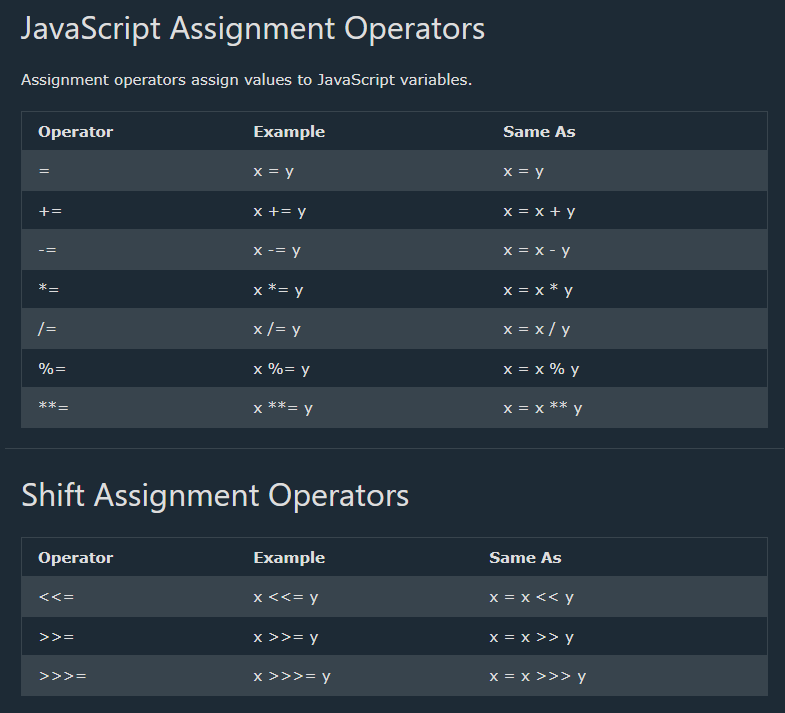 JavaScript Assignment Operators
Assignment operators assign values to JavaScript variables.
Operator Example Same As
= x = y x = y
+= x += y x = x + y
-= x -= y x = x - y
*= x *= y x = x * y
/= x /= y x = x / y
%= x %= y x = x % y
**= x **= y x = x ** y
Shift Assignment Operators
Operator Example Same As
<<= x <<= y x = x << y
>>= x >>= y x = x >> y
>>>= x >>>= y x = x >>> y